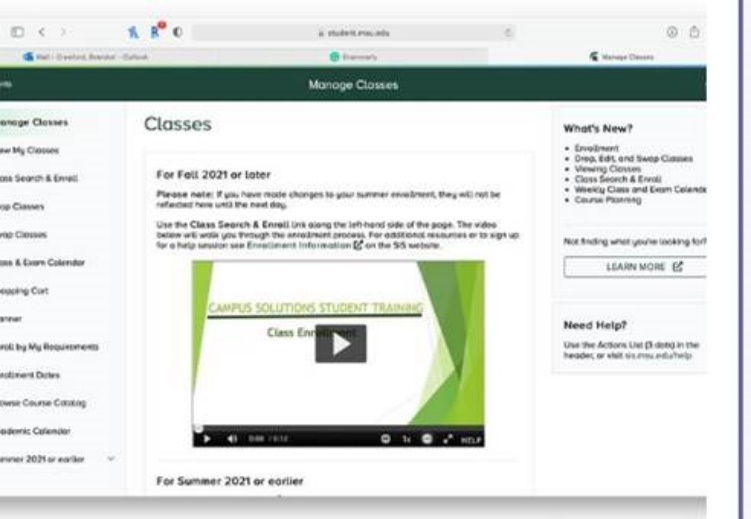 student.msu.edu
Mail - Crawford, Brandon - Outlook
Grammarly
Manage Classes
Manage Classes
anage Classes
ew My Classes
ass Search & Enroll
op Classes
ap Classes
ass & Exam Calendar
opping Cart
anner
roll by My Requirements
rollment Dates
owse Course Catalog
ademic Calendar
mmer 2021 or earlier
Classes
For Fall 2021 or later
Please note: If you have made changes to your summer enrollment, they will not be
reflected here until the next day.
Use the Class Search & Enroll link along the left-hand side of the page. The video
below will walk you through the enrollment process. For additional resources or to sign up
for a help session see Enrollment Information on the SIS website.
CAMPUS SOLUTIONS STUDENT TRAINING
Class Enrollment
0:00 / 5:12
1x
HELP
For Summer 2021 or earlier
What's New?
• Enrollment
• Drop, Edit, and Swap Classes
• Viewing Classes
• Class Search & Enroll
• Weekly Class and Exam Calenda
• Course Planning
Not finding what you're looking for?
LEARN MORE
Need Help?
Use the Actions List (3 dots) in the
header, or visit sis.msu.edu/help.